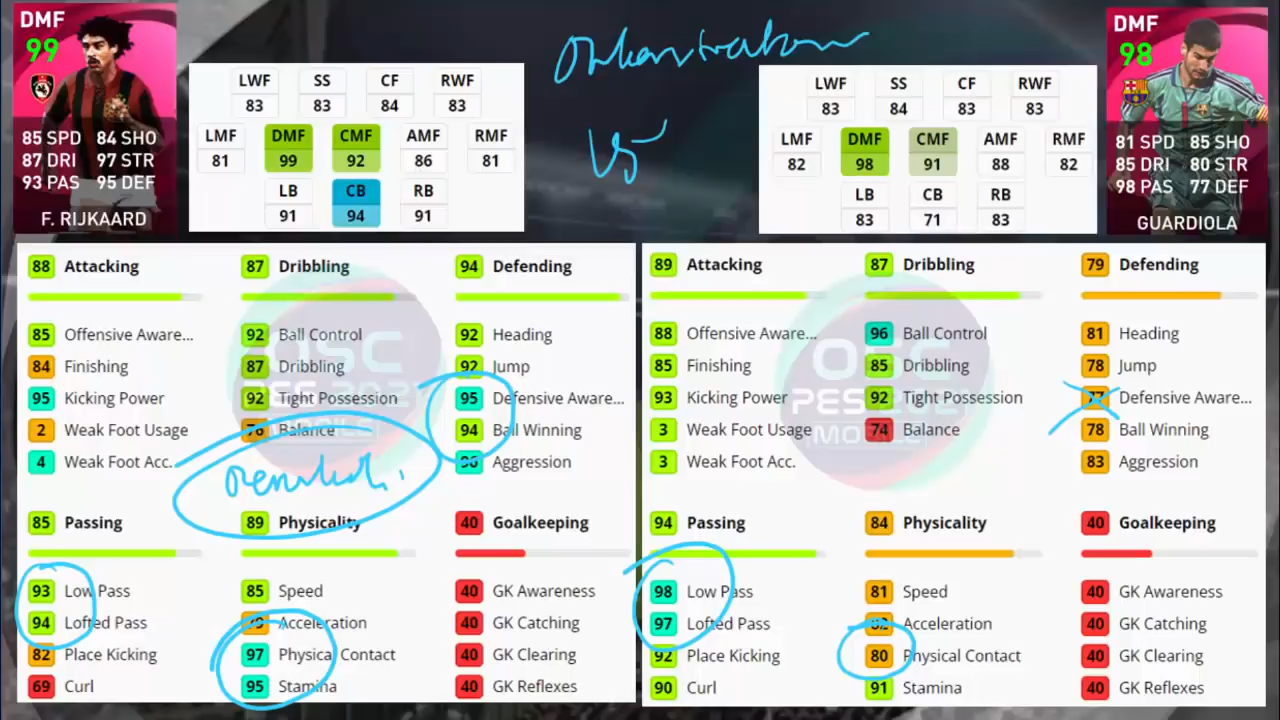 DMF
99
85 SPD 84 SHO
87 DRI 97 STR
93 PAS 95 DEF
F. RIJKAARD
LWF SS CF RWF
83 83 84 83
LMF DMF CMF AMF RMF
81 99 92 86 81
LB CB RB
91 94 91
VS
LWF SS CF RWF
83 84 83 83
LMF DMF CMF AMF RMF
82 98 91 88 82
LB CB RB
83 71 83
DMF
98
81 SPD 85 SHO
85 DRI 80 STR
98 PAS 77 DEF
GUARDIOLA
88 Attacking 87 Dribbling 94 Defending
85 Offensive Aware... 92 Ball Control 92 Heading
84 Finishing 87 Dribbling 92 Jump
95 Kicking Power 92 Tight Possession 95 Defensive Aware...
2 Weak Foot Usage Balance 94 Ball Winning
4 Weak Foot Acc. Aggression
85 Passing 89 Physicality 40 Goalkeeping
93 Low Pass 85 Speed 40 GK Awareness
94 Lofted Pass Acceleration 40 GK Catching
82 Place Kicking 97 Physical Contact 40 GK Clearing
69 Curl 95 Stamina 40 GK Reflexes
89 Attacking 87 Dribbling 79 Defending
88 Offensive Aware... 96 Ball Control 81 Heading
85 Finishing 85 Dribbling 78 Jump
93 Kicking Power 92 Tight Possession 77 Defensive Aware...
3 Weak Foot Usage 74 Balance 78 Ball Winning
3 Weak Foot Acc. 83 Aggression
94 Passing 84 Physicality 40 Goalkeeping
98 Low Pass 81 Speed 40 GK Awareness
97 Lofted Pass 82 Acceleration 40 GK Catching
92 Place Kicking 80 Physical Contact 40 GK Clearing
90 Curl 91 Stamina 40 GK Reflexes